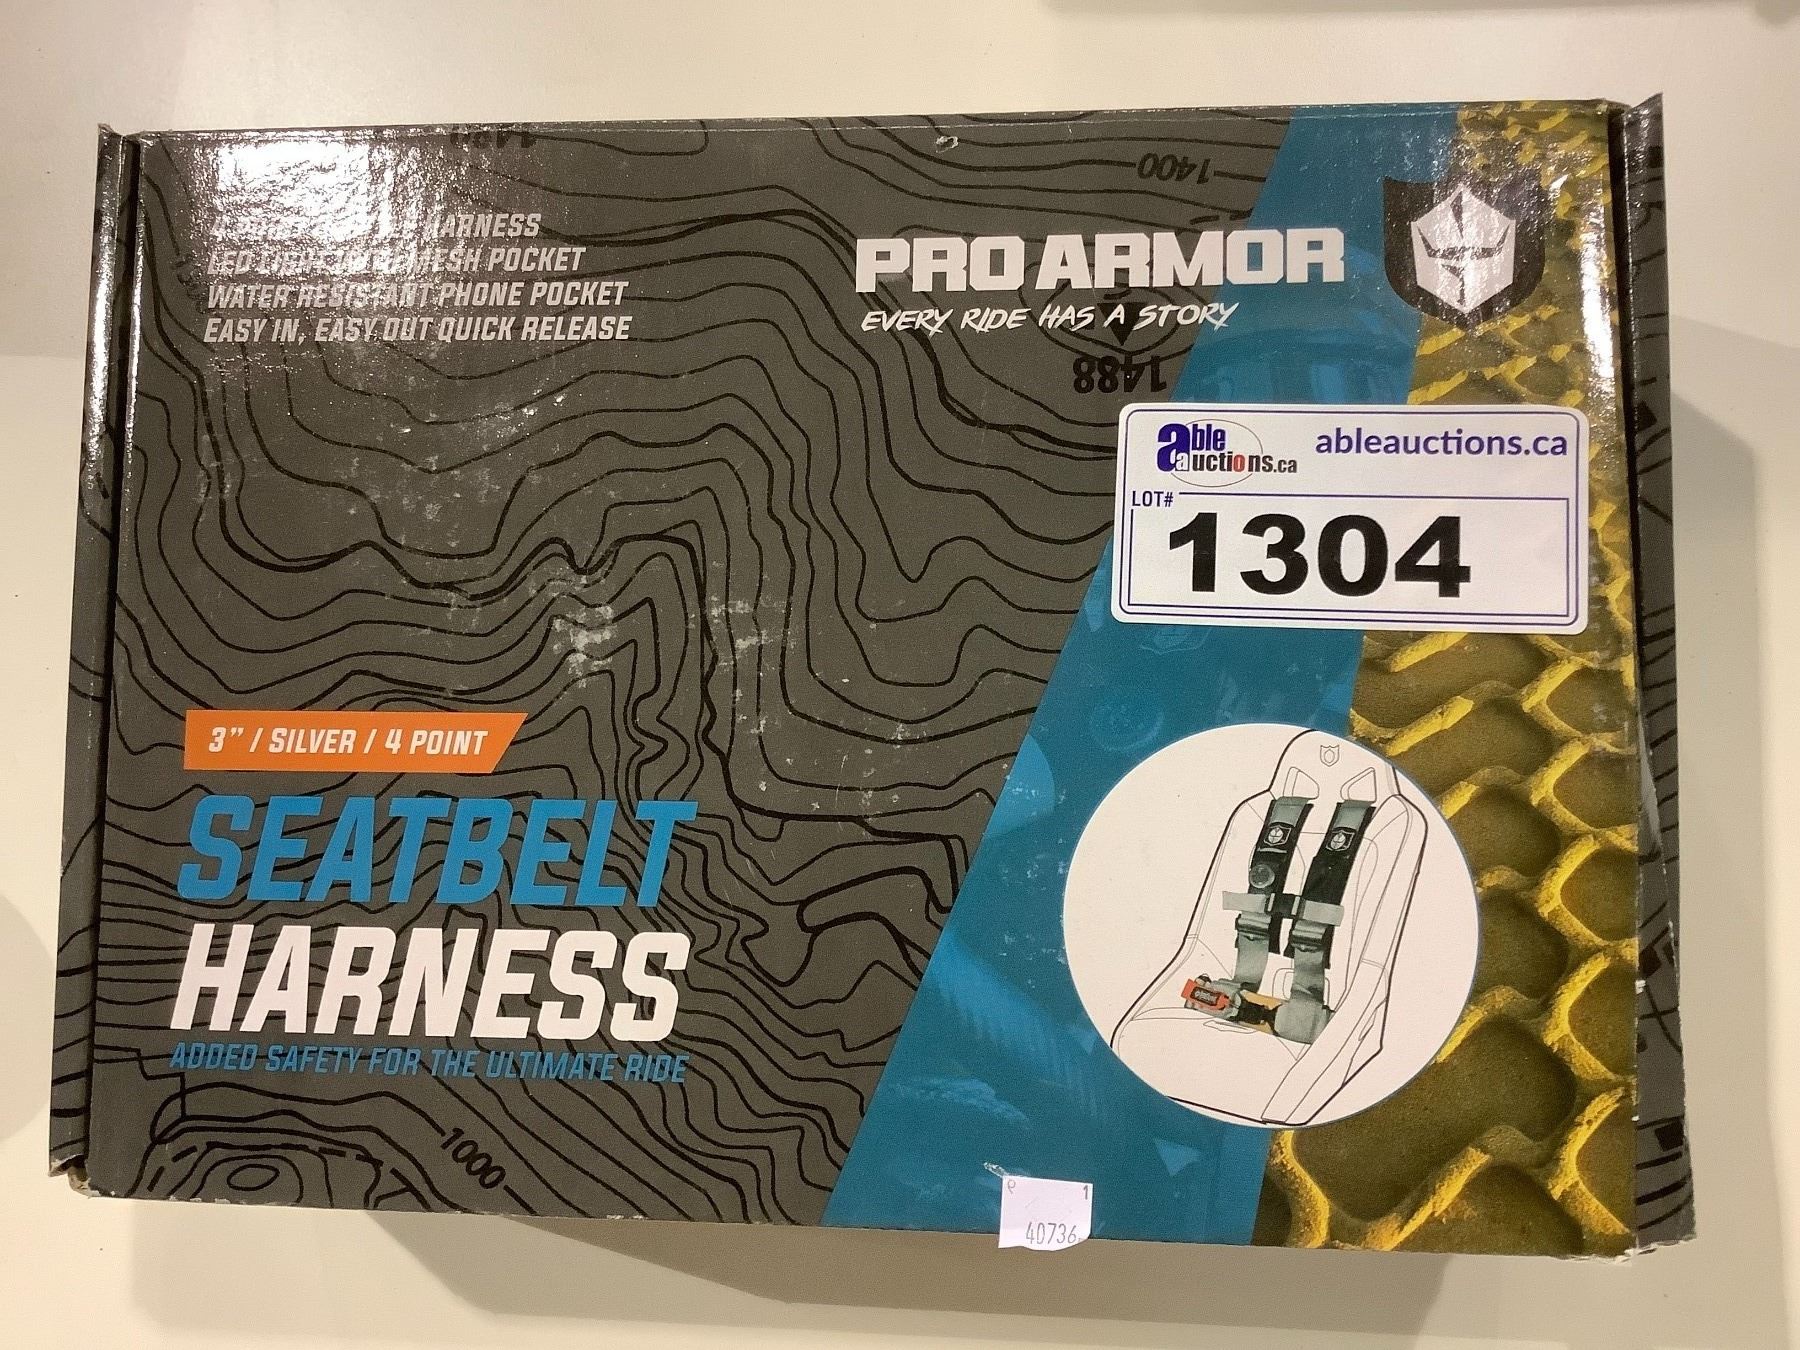 HARNESS
MESH POCKET
WATER RESISTANT PHONE POCKET
EASY IN, EASY OUT QUICK RELEASE
1400
PRO ARMOR
EVERY RIDE HAS A STORY
1488
able auctions.ca
ableauctions.ca
LOT#
1304
3” / SILVER / 4 POINT
SEATBELT
HARNESS
ADDED SAFETY FOR THE ULTIMATE RIDE
1000
P 1
40736